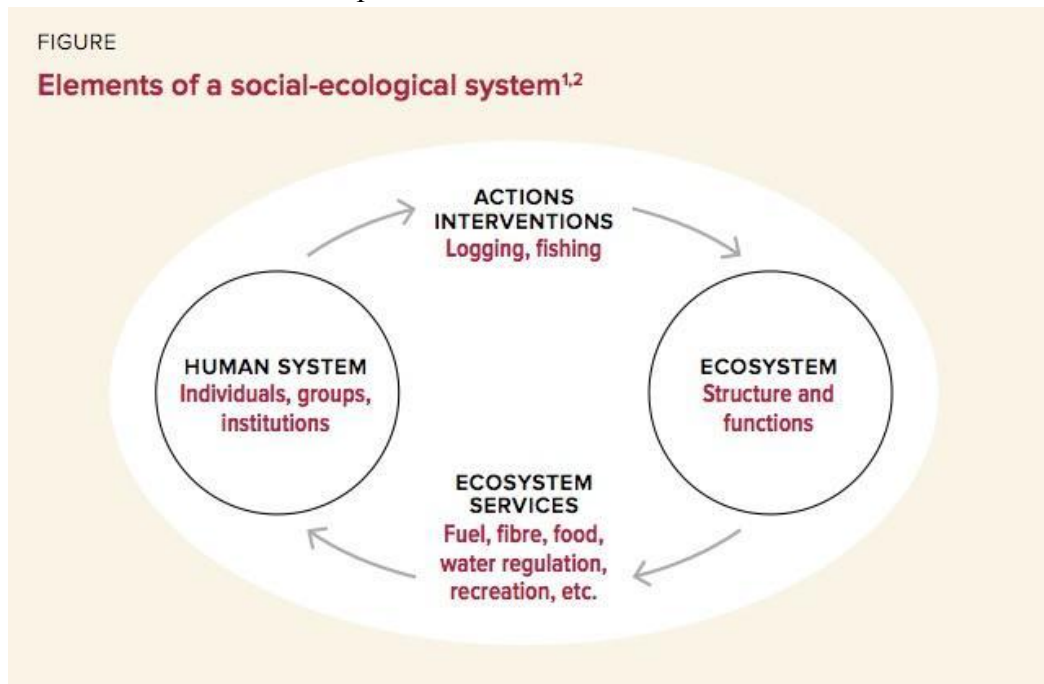 FIGURE
Elements of a social-ecological system1,2
ACTIONS
INTERVENTIONS
Logging, fishing
HUMAN SYSTEM
Individuals, groups,
institutions
ECOSYSTEM
Structure and
functions
ECOSYSTEM
SERVICES
Fuel, fibre, food,
water regulation,
recreation, etc.